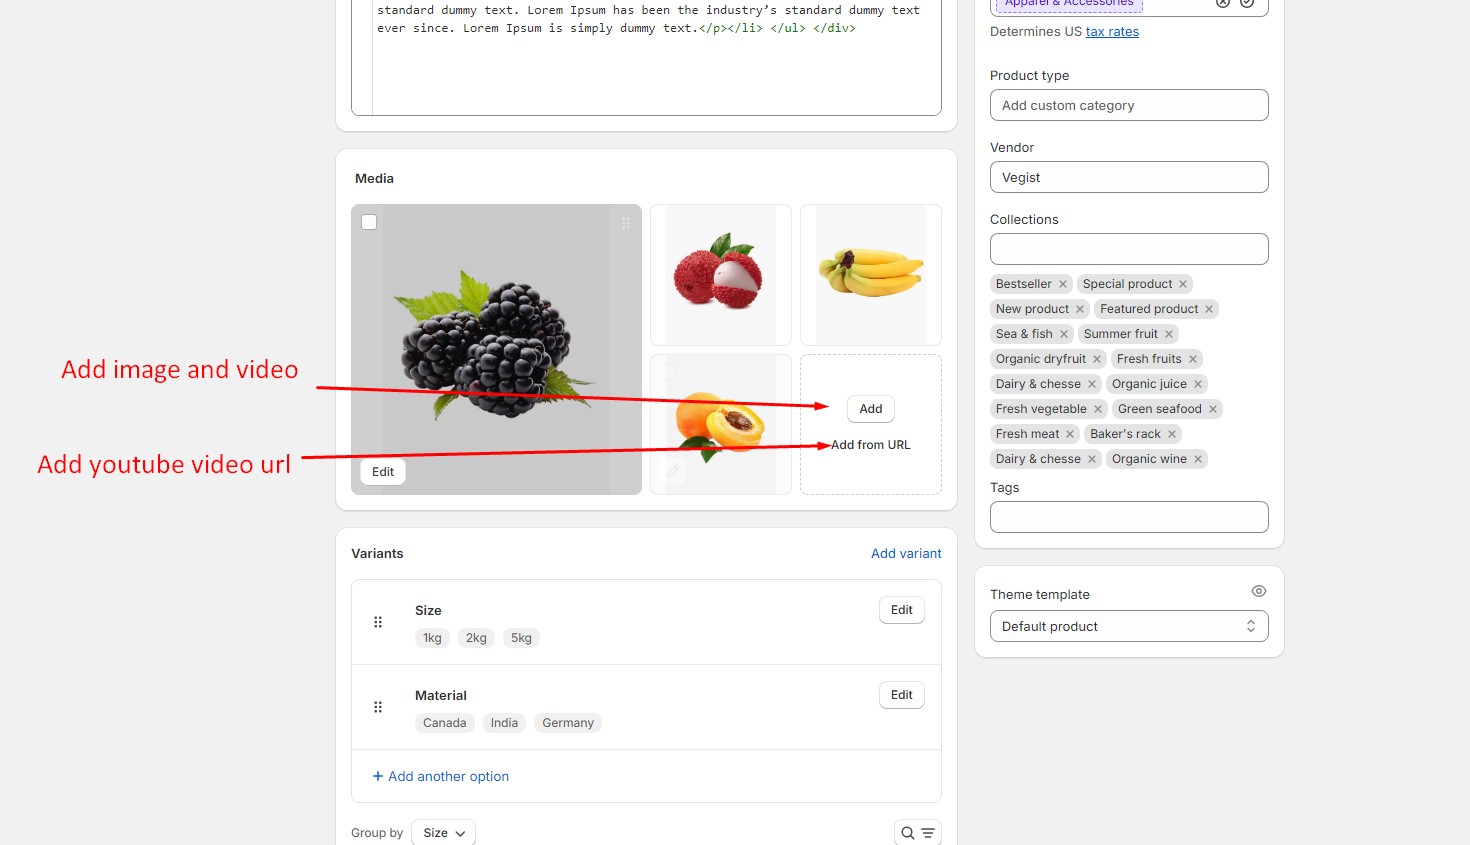 standard dummy text. Lorem Ipsum has been the industry’s standard dummy text
ever since. Lorem Ipsum is simply dummy text.</p></li> </ul> </div>
Media
Edit
Add
Add from URL
Add image and video
Add youtube video url
Variants
Add variant
Size
Edit
1kg 2kg 5kg
Material
Edit
Canada India Germany
+ Add another option
Group by Size
Apparel & Accessories
Determines US tax rates
Product type
Add custom category
Vendor
Vegist
Collections
Bestseller × Special product ×
New product × Featured product ×
Sea & fish × Summer fruit ×
Organic dryfruit × Fresh fruits ×
Dairy & chesse × Organic juice ×
Fresh vegetable × Green seafood ×
Fresh meat × Baker's rack ×
Dairy & chesse × Organic wine ×
Tags
Theme template
Default product